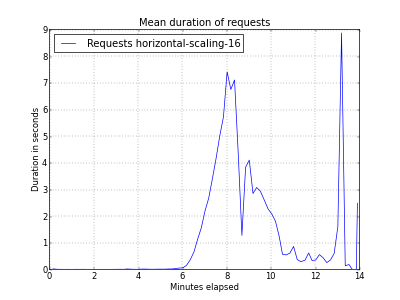 Mean duration of requests
Requests horizontal-scaling-16
Duration in seconds
9
8
7
6
5
4
3
2
1
0
0 2 4 6 8 10 12 14
Minutes elapsed